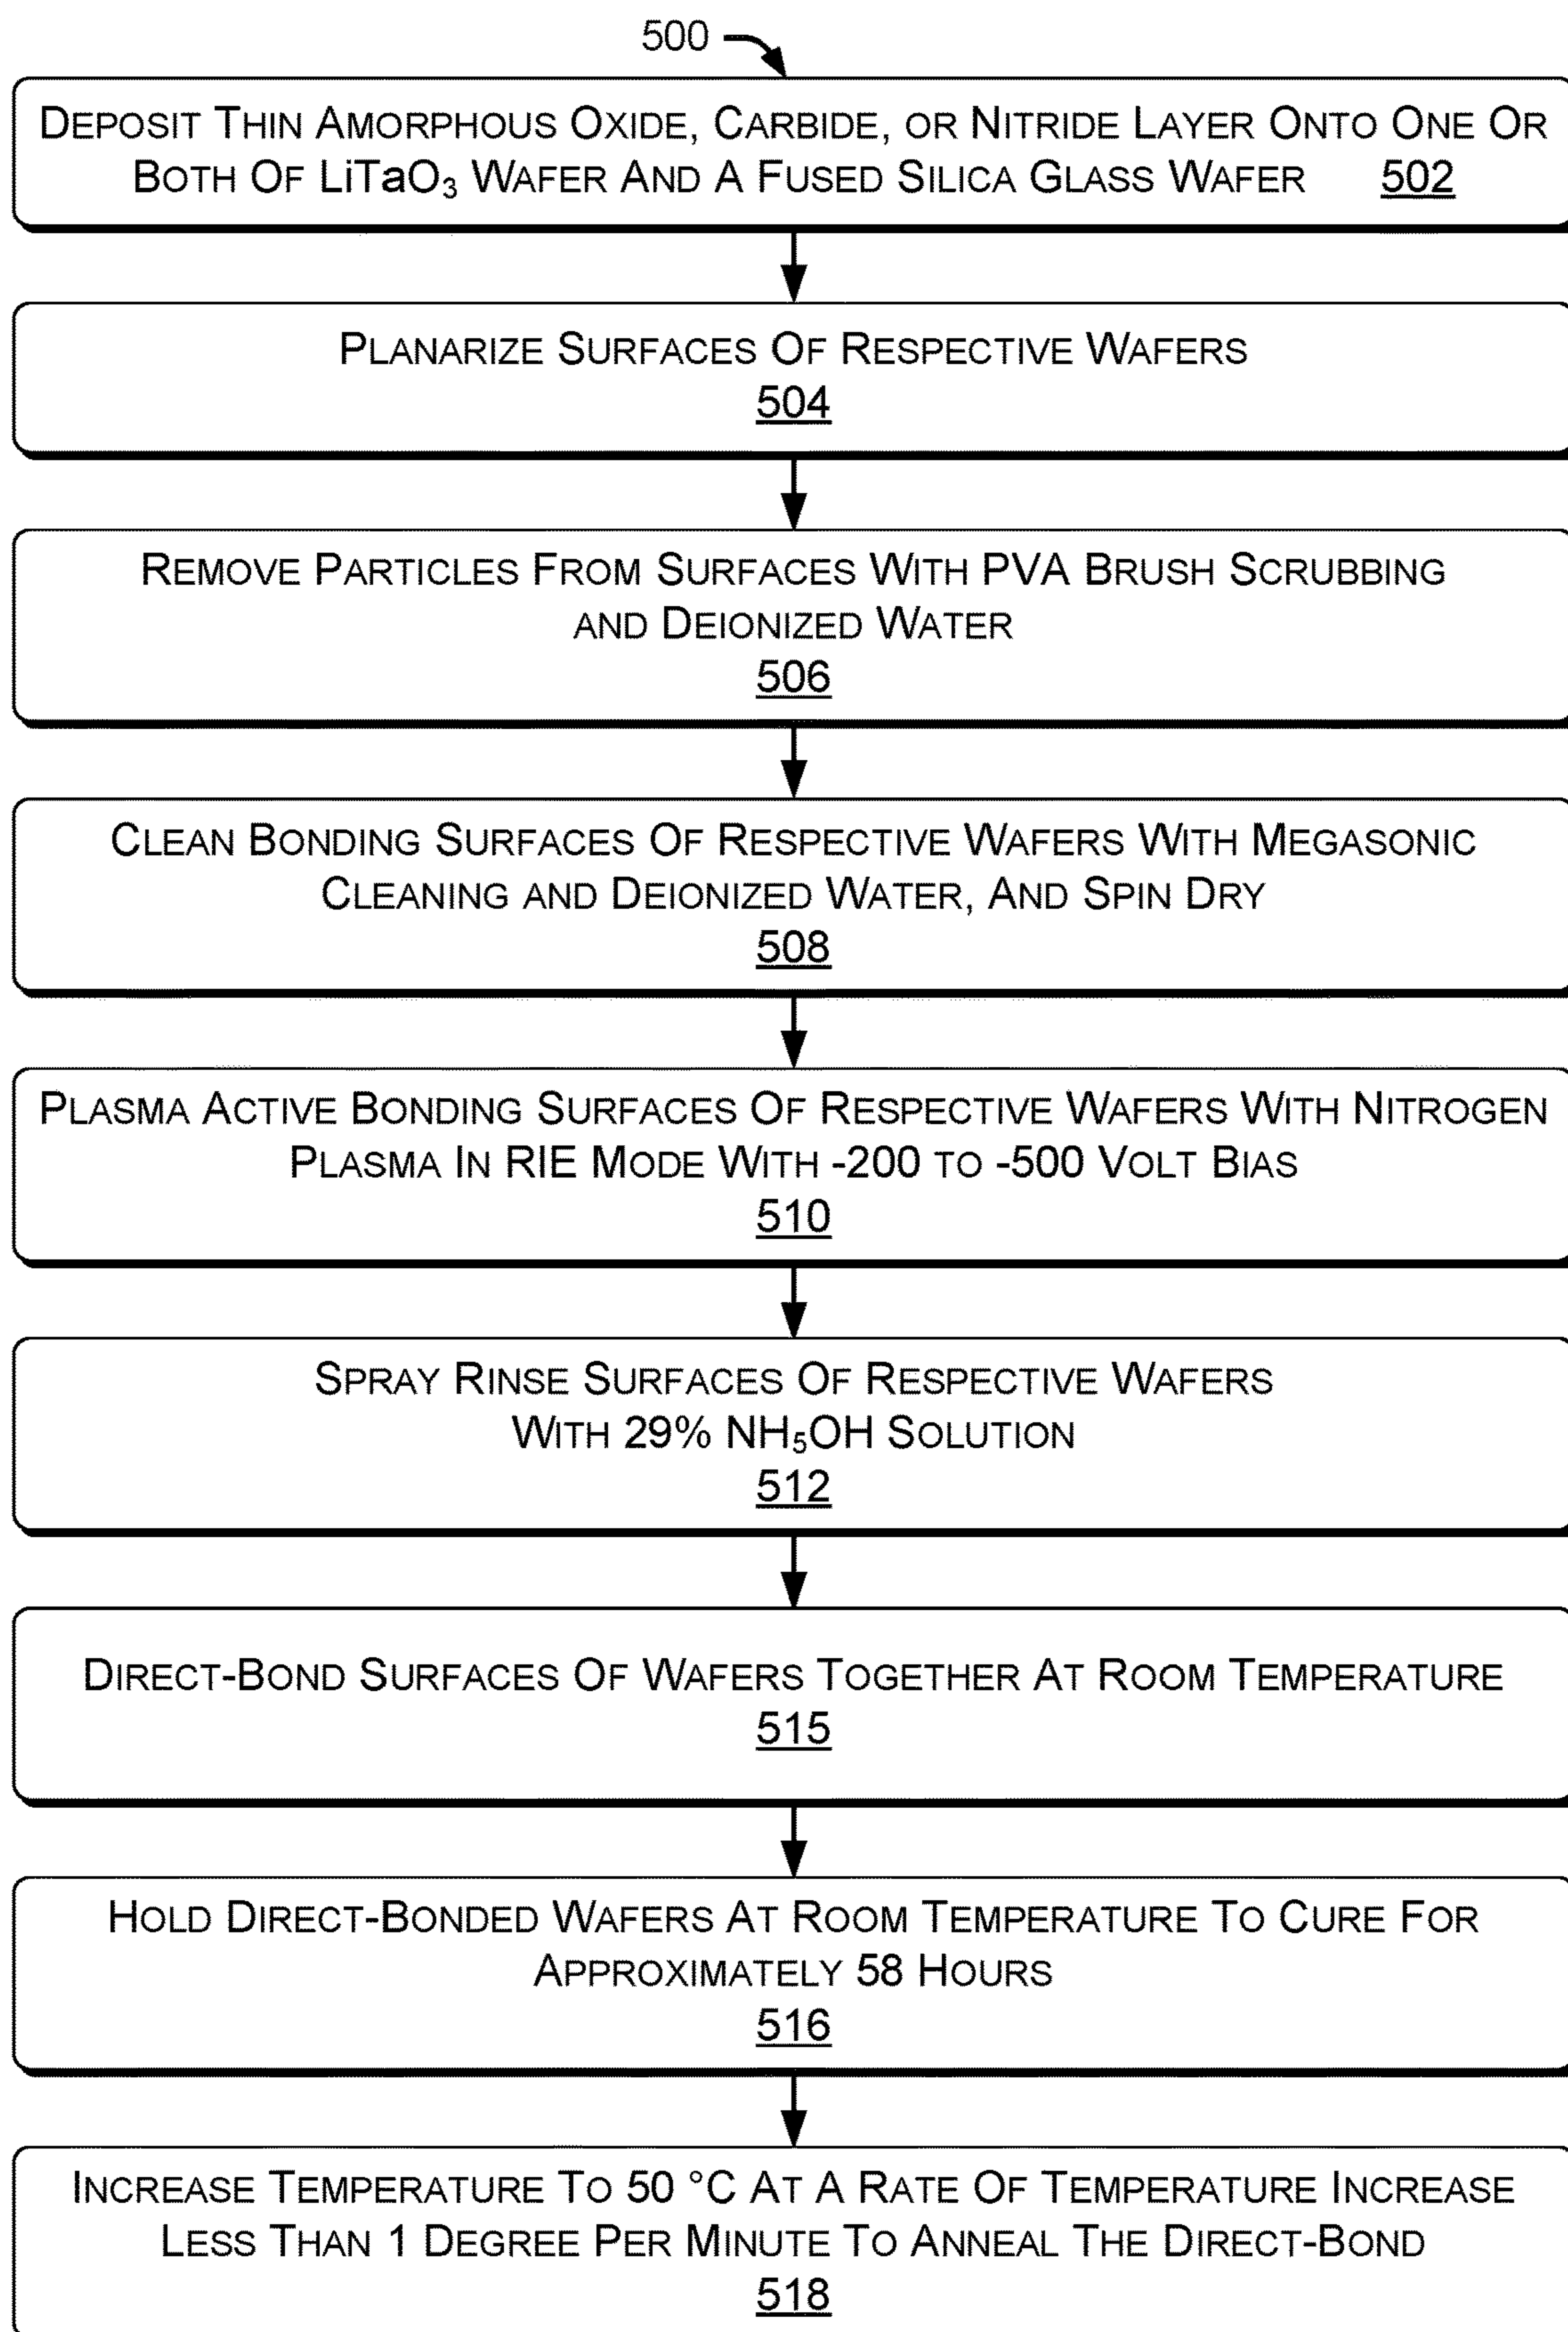 500
DEPOSIT THIN AMORPHOUS OXIDE, CARBIDE, OR NITRIDE LAYER ONTO ONE OR
BOTH OF LiTaO₃ WAFER AND A FUSED SILICA GLASS WAFER 502
PLANARIZE SURFACES OF RESPECTIVE WAFERS
504
REMOVE PARTICLES FROM SURFACES WITH PVA BRUSH SCRUBBING
AND DEIONIZED WATER
506
CLEAN BONDING SURFACES OF RESPECTIVE WAFERS WITH MEGASONIC
CLEANING AND DEIONIZED WATER, AND SPIN DRY
508
PLASMA ACTIVE BONDING SURFACES OF RESPECTIVE WAFERS WITH NITROGEN
PLASMA IN RIE MODE WITH -200 TO -500 VOLT BIAS
510
SPRAY RINSE SURFACES OF RESPECTIVE WAFERS
WITH 29% NH₅OH SOLUTION
512
DIRECT-BOND SURFACES OF WAFERS TOGETHER AT ROOM TEMPERATURE
515
HOLD DIRECT-BONDED WAFERS AT ROOM TEMPERATURE TO CURE FOR
APPROXIMATELY 58 HOURS
516
INCREASE TEMPERATURE TO 50 °C AT A RATE OF TEMPERATURE INCREASE
LESS THAN 1 DEGREE PER MINUTE TO ANNEAL THE DIRECT-BOND
518